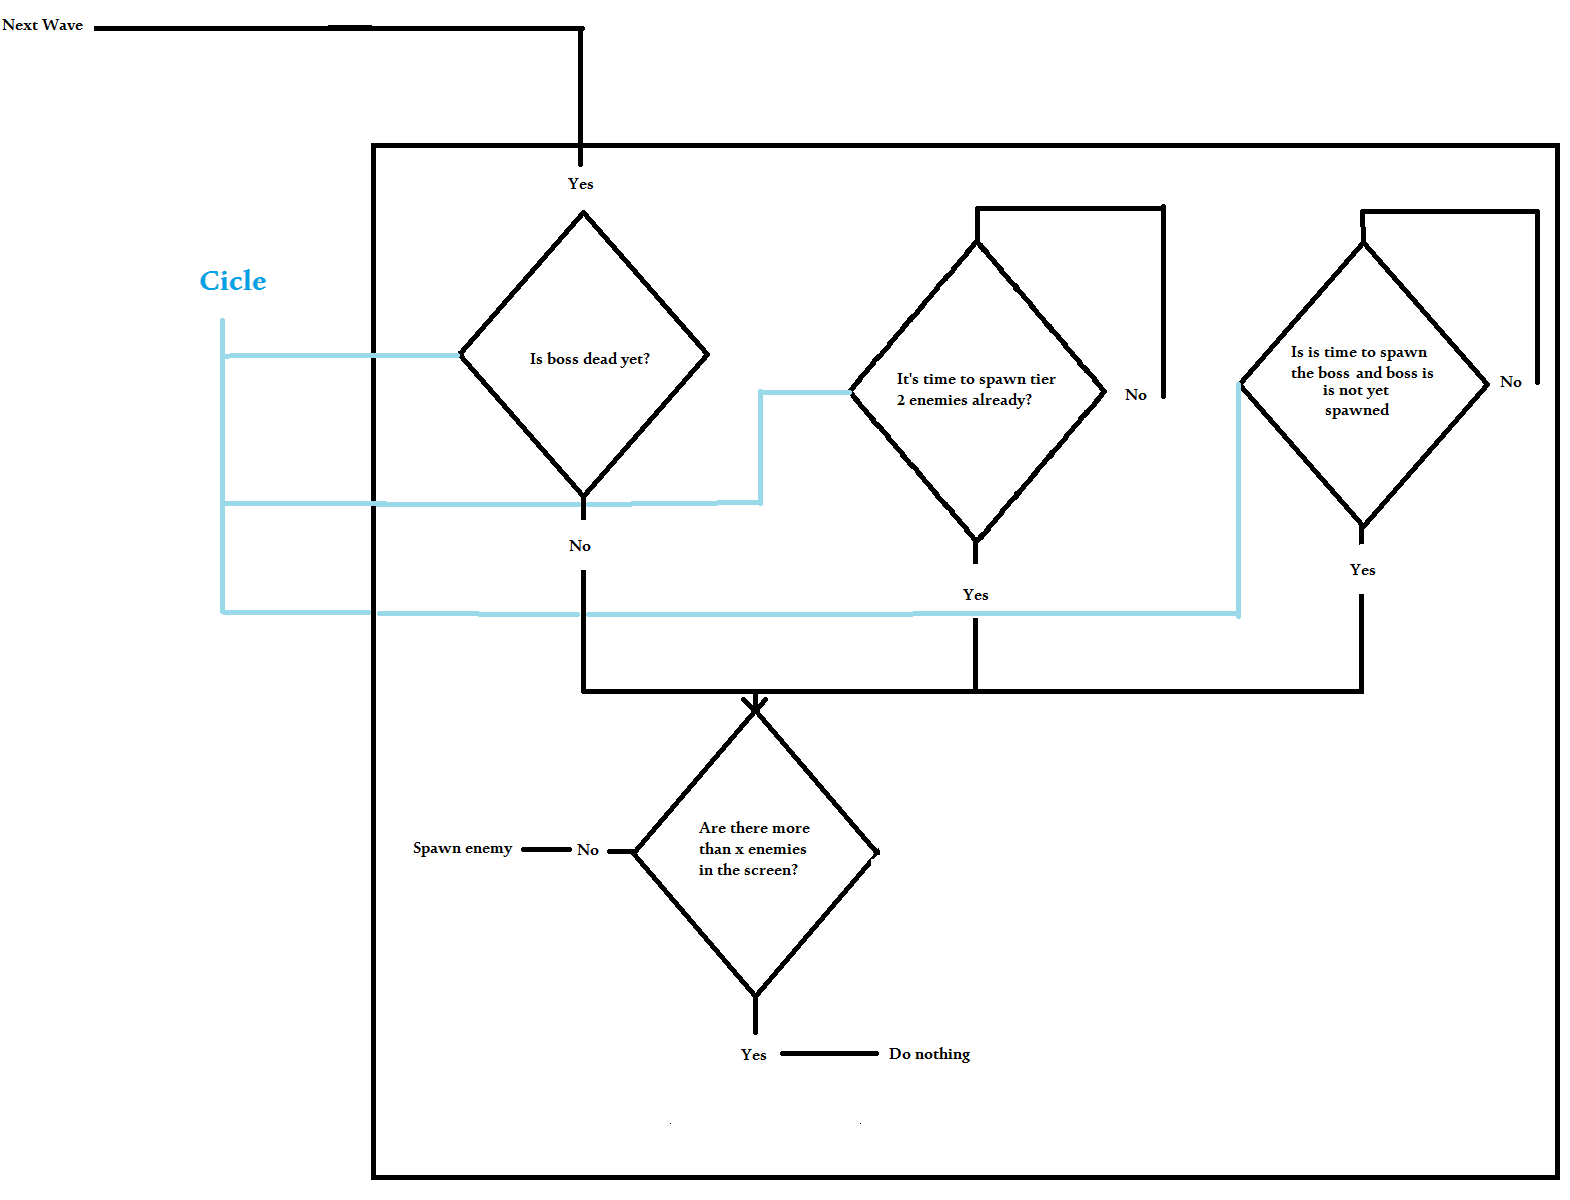 Next Wave
Yes
Cicle
Is boss dead yet?
No
It's time to spawn tier
2 enemies already?
No
Yes
Is is time to spawn
the boss and boss is
is not yet
spawned
No
Yes
Are there more
than x enemies
in the screen?
No
Spawn enemy
Yes
Do nothing